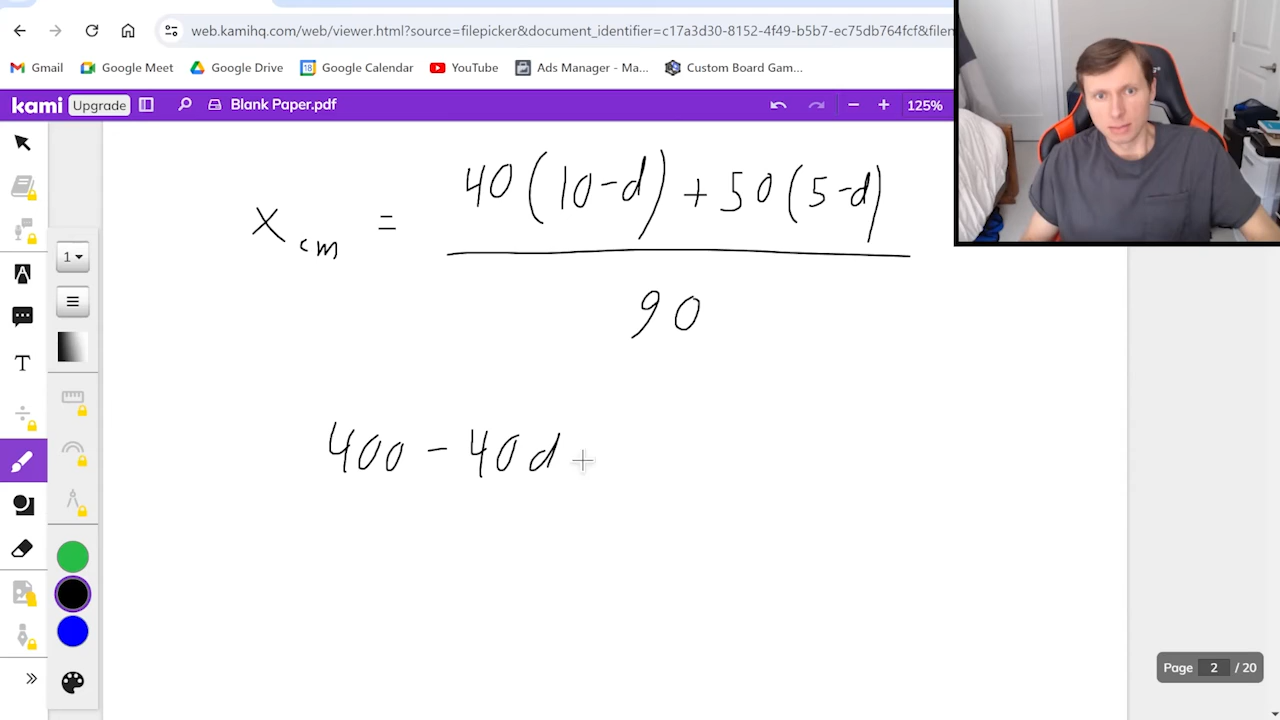 web.kamihq.com/web/viewer.html?source=filepicker&document_identifier=c17a3d30-8152-4f49-b5b7-ec75db764fcf&filen
Gmail Google Meet Google Drive 18 Google Calendar YouTube Ads Manager - Ma... Custom Board Gam...
kami Upgrade Blank Paper.pdf 125%
40(10-d)+50(5-d)
X cm =
90
1
A
T
400 - 40d
Page 2 / 20